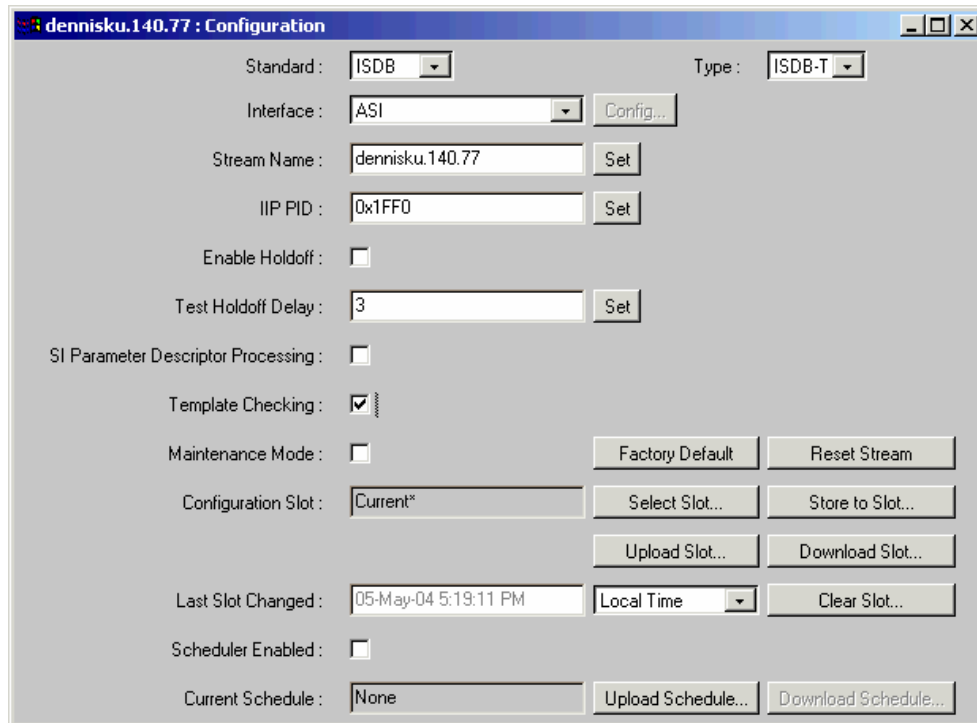 dennisku.140.77 : Configuration
Standard : ISDB Type : ISDB-T
Interface : ASI Config...
Stream Name : dennisku.140.77 Set
IIP PID : 0x1FF0 Set
Enable Holdoff :
Test Holdoff Delay : 3 Set
SI Parameter Descriptor Processing :
Template Checking :
Maintenance Mode : Factory Default Reset Stream
Configuration Slot : Current* Select Slot... Store to Slot...
Upload Slot... Download Slot...
Last Slot Changed : 05-May-04 5:19:11 PM Local Time Clear Slot...
Scheduler Enabled :
Current Schedule : None Upload Schedule... Download Schedule...